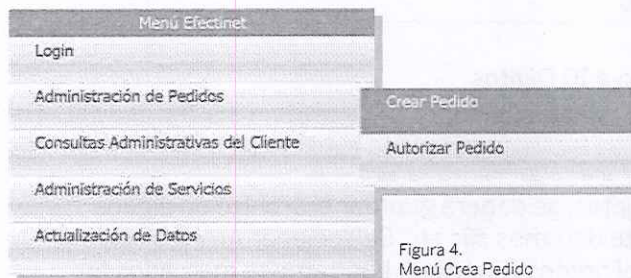 Menú Efectinet
Login
Administración de Pedidos
Consultas Administrativas del Cliente
Administración de Servicios
Actualización de Datos
Crear Pedido
Autorizar Pedido
Figura 4.
Menú Crea Pedido